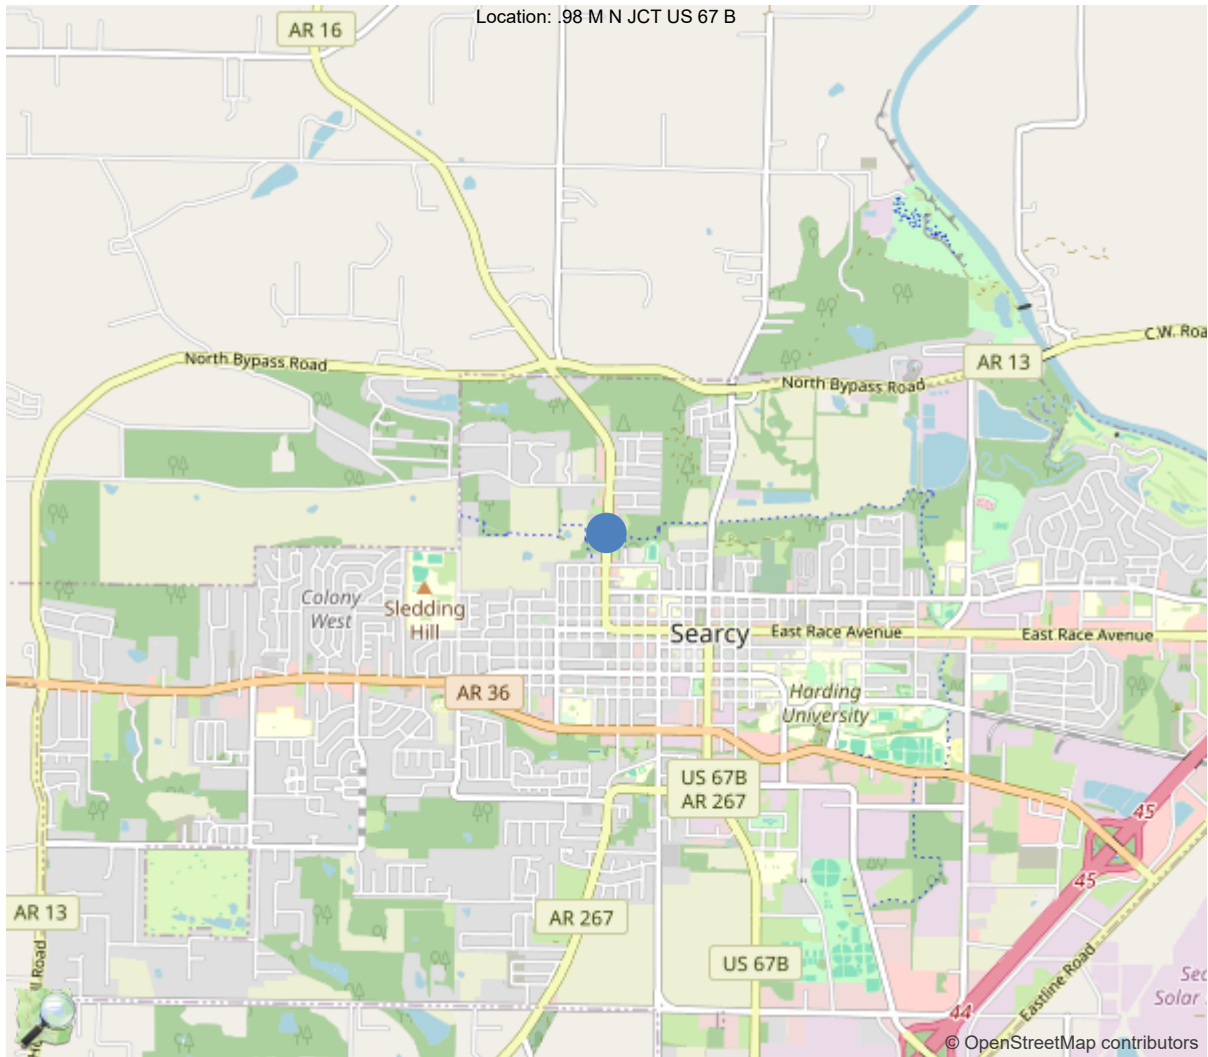 Location: .98 M N JCT US 67 B
AR 16
C.W. Roa
North Bypass Road
AR 13
North Bypass Road
Colony
West
Sledding
Hill
Searcy
East Race Avenue
East Race Avenue
AR 36
Harding
University
US 67B
AR 267
45
45
AR 13
AR 267
US 67B
ll Road
Eastline Road
Sea
Solar
44
© OpenStreetMap contributors